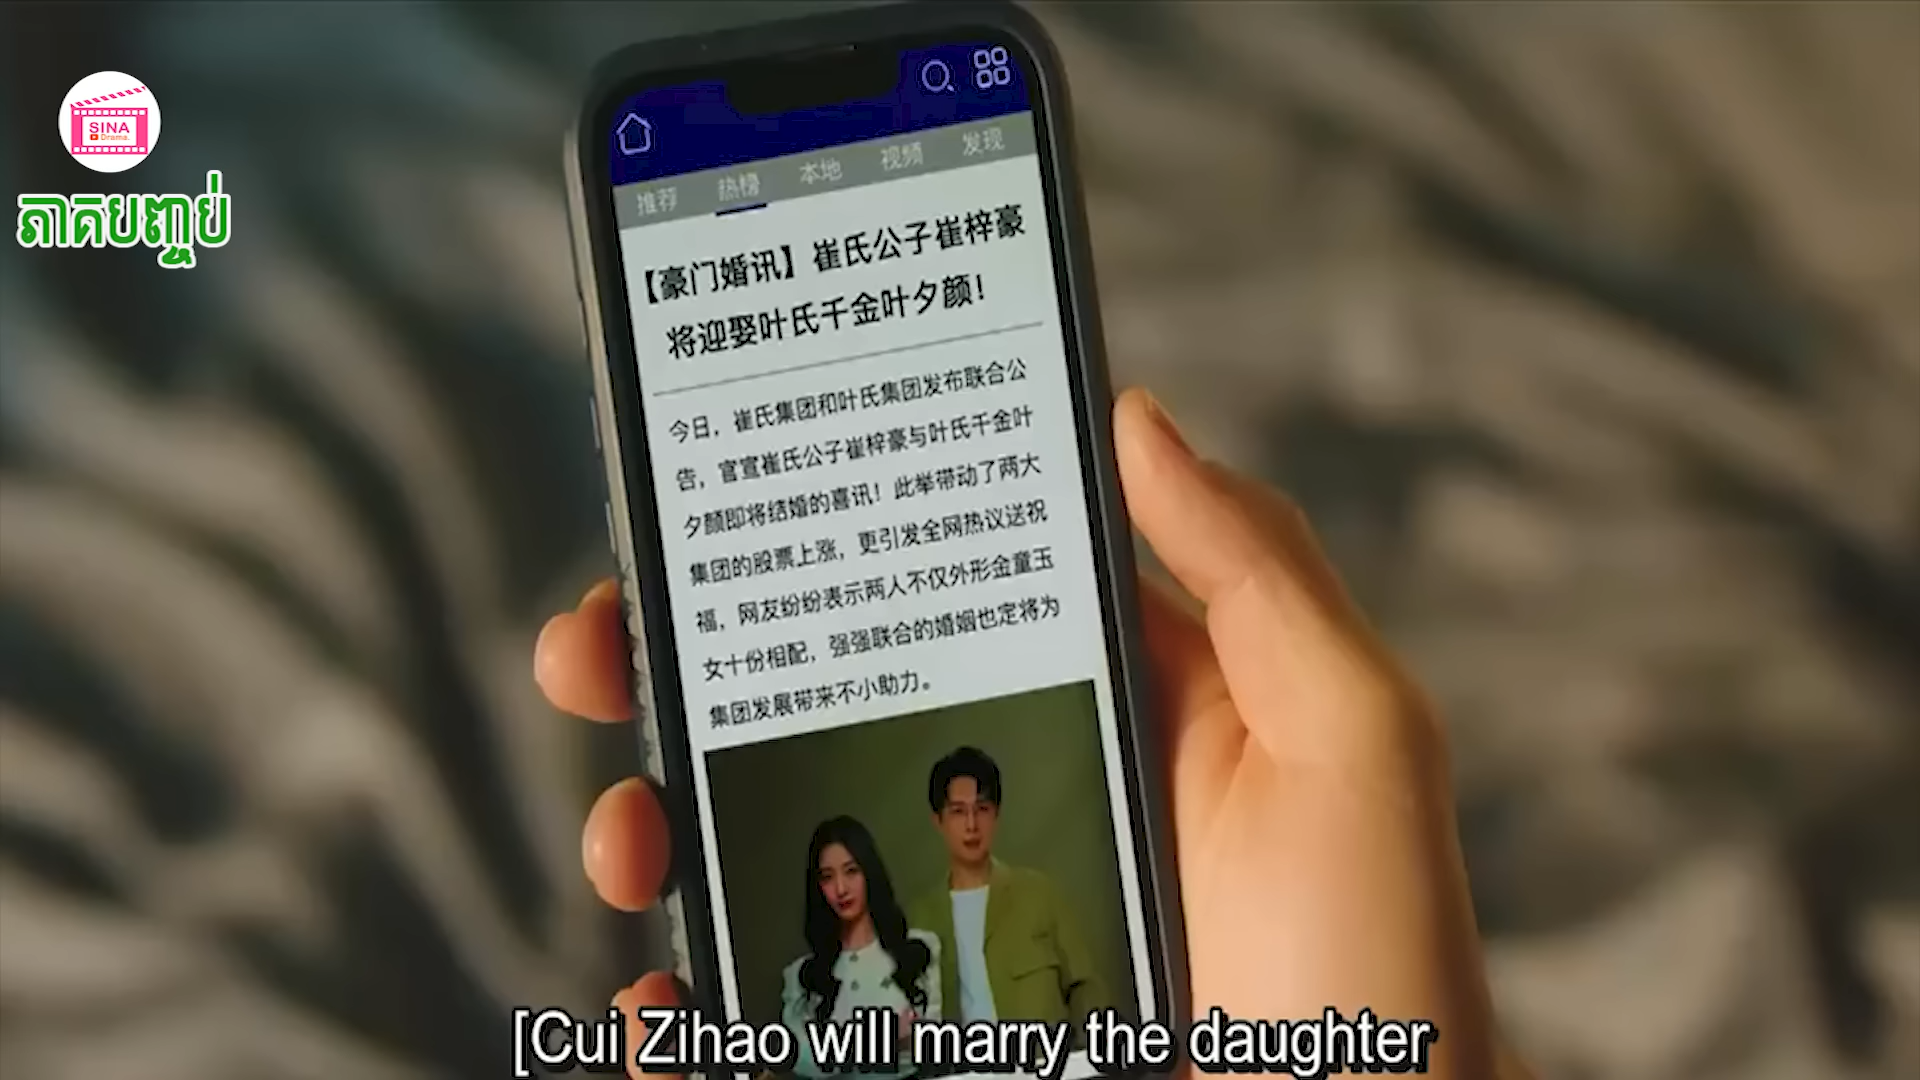 SINA
Drama.
ភាគបញ្ចប់
推荐 热榜 本地 视频 发现
【豪门婚讯】崔氏公子崔梓豪
将迎娶叶氏千金叶夕颜！
今日，崔氏集团和叶氏集团发布联合公
告，官宣崔氏公子崔梓豪与叶氏千金叶
夕颜即将结婚的喜讯！此举带动了两大
集团的股票上涨，更引发全网热议送祝
福，网友纷纷表示两人不仅外形金童玉
女十份相配，强强联合的婚姻也定将为
集团发展带来不小助力。
[Cui Zihao will marry the daughter